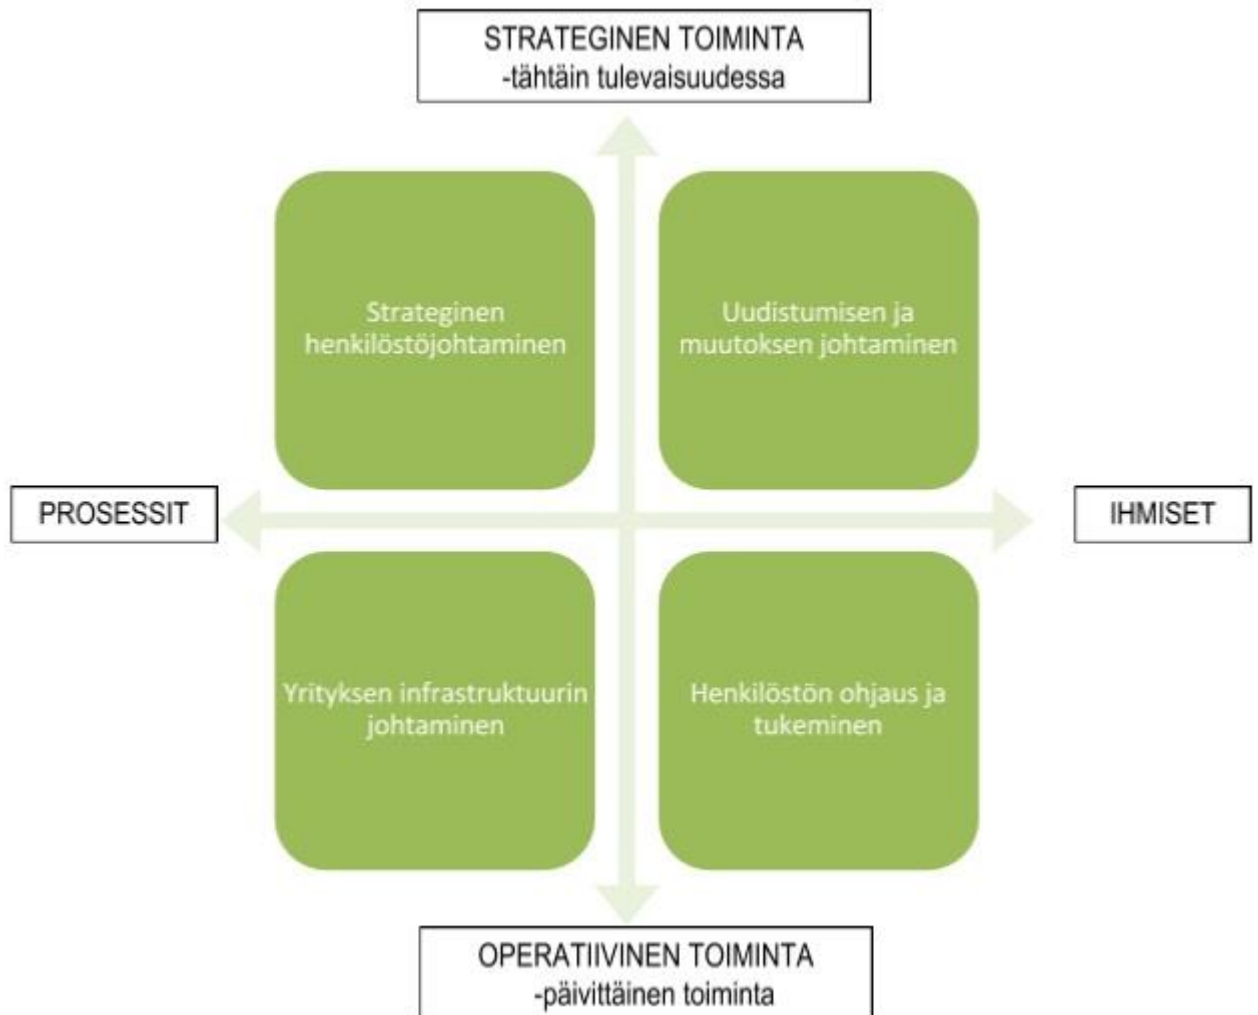 STRATEGINEN TOIMINTA
-tähtäin tulevaisuudessa
Strateginen
henkilöstöjohtaminen
Uudistumisen ja
muutoksen johtaminen
PROSESSIT
IHMISET
Yrityksen infrastruktuurin
johtaminen
Henkilöstön ohjaus ja
tukeminen
OPERATIIVINEN TOIMINTA
-päivittäinen toiminta